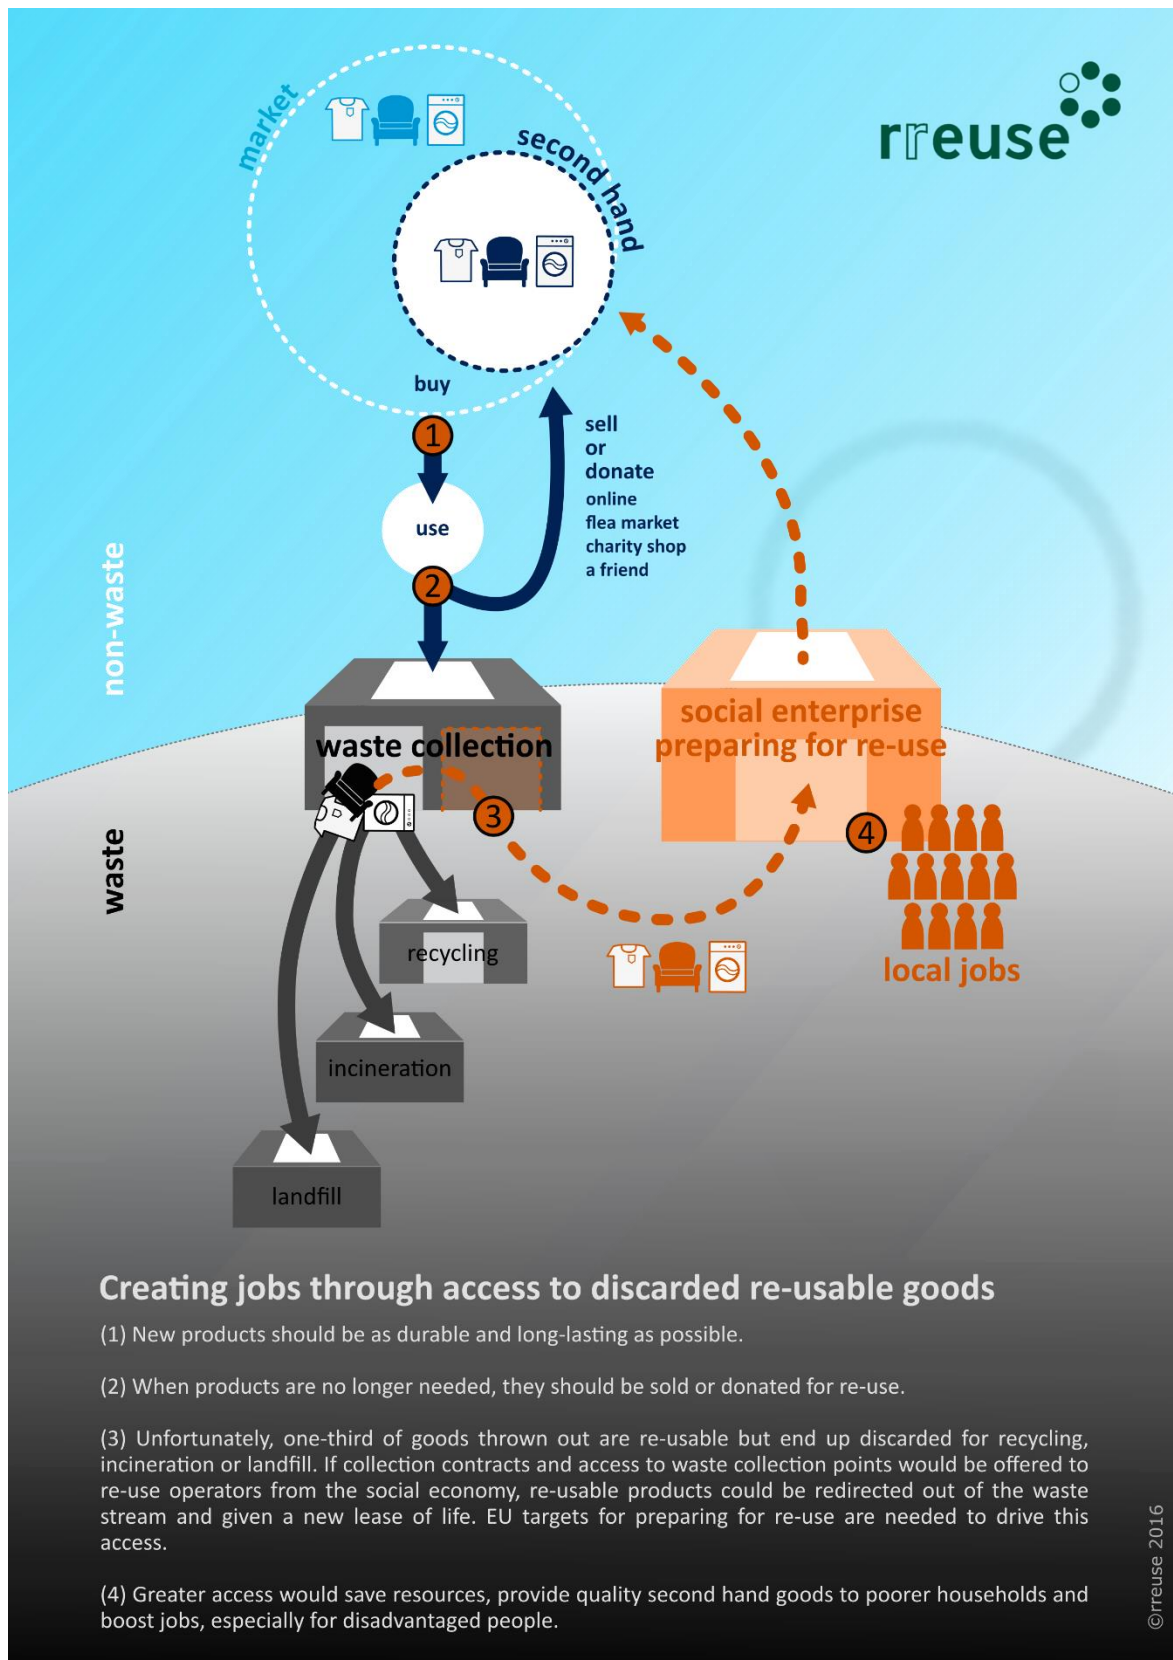 market
second hand
rreuse
buy
1
sell
or
donate
online
flea market
charity shop
a friend
use
2
non-waste
waste collection
social enterprise
preparing for re-use
3
4
waste
recycling
local jobs
incineration
landfill
Creating jobs through access to discarded re-usable goods
(1) New products should be as durable and long-lasting as possible.
(2) When products are no longer needed, they should be sold or donated for re-use.
(3) Unfortunately, one-third of goods thrown out are re-usable but end up discarded for recycling,
incineration or landfill. If collection contracts and access to waste collection points would be offered to
re-use operators from the social economy, re-usable products could be redirected out of the waste
stream and given a new lease of life. EU targets for preparing for re-use are needed to drive this
access.
(4) Greater access would save resources, provide quality second hand goods to poorer households and
boost jobs, especially for disadvantaged people.
©rreuse 2016